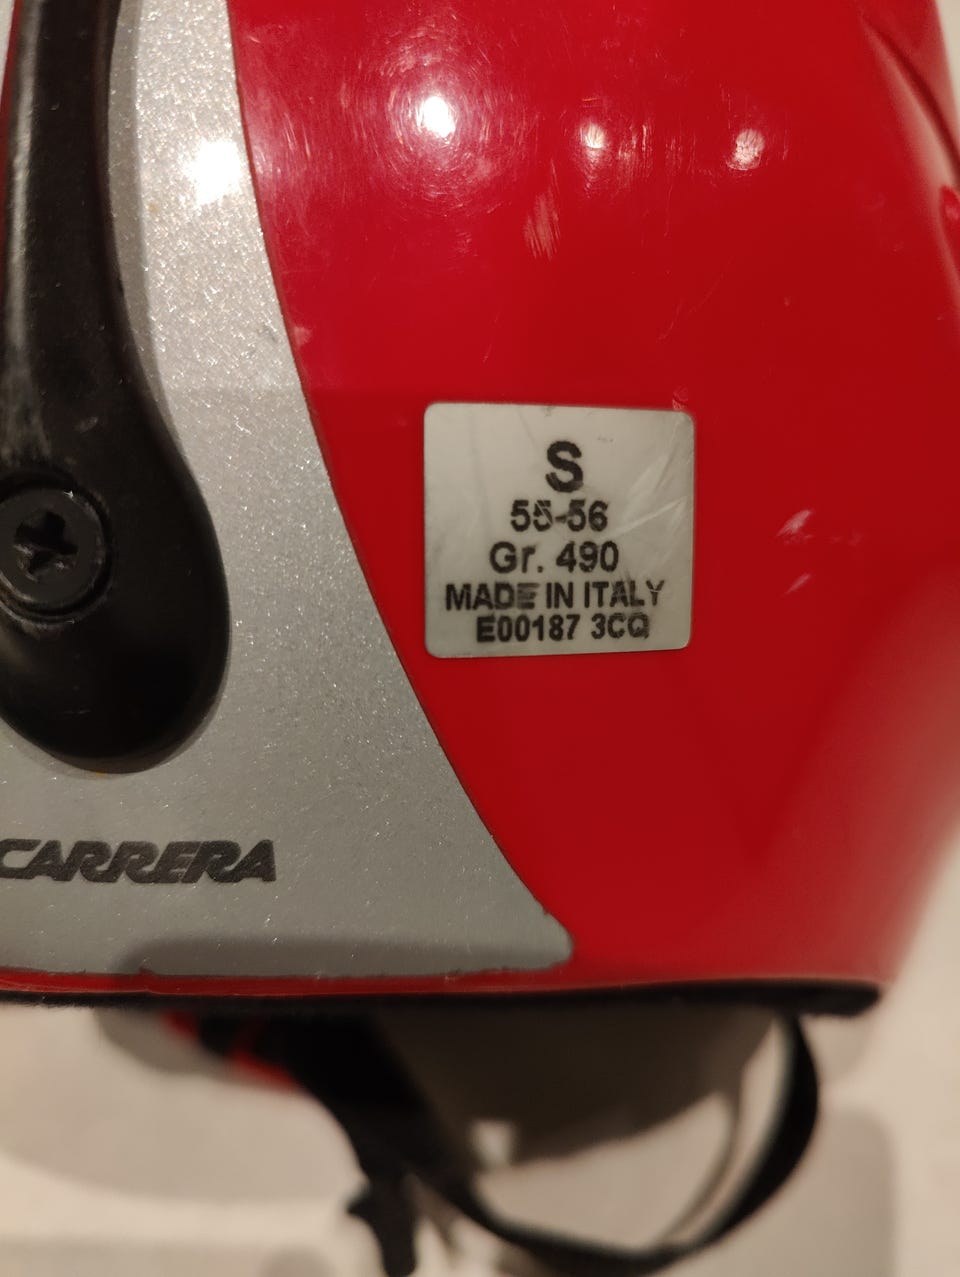 S
55-56
Gr. 490
MADE IN ITALY
E00187 3CQ
CARRERA